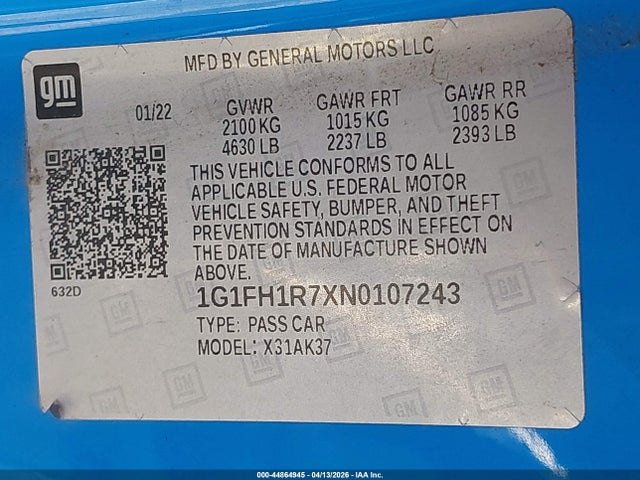 MFD BY GENERAL MOTORS LLC
gm
01/22
GVWR GAWR FRT GAWR RR
2100 KG 1015 KG 1085 KG
4630 LB 2237 LB 2393 LB
THIS VEHICLE CONFORMS TO ALL
APPLICABLE U.S. FEDERAL MOTOR
VEHICLE SAFETY, BUMPER, AND THEFT
PREVENTION STANDARDS IN EFFECT ON
THE DATE OF MANUFACTURE SHOWN
ABOVE.
632D
1G1FH1R7XN0107243
TYPE: PASS CAR
MODEL: X31AK37
000-44864945 - 04/13/2026 - IAA Inc.